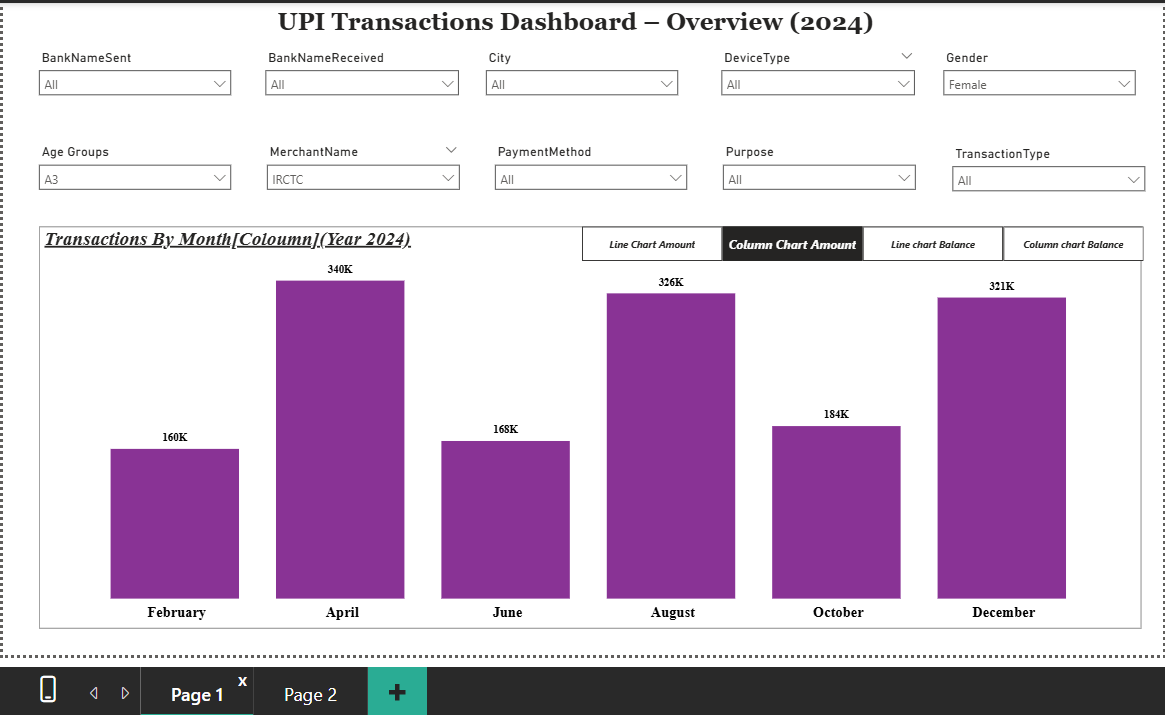 UPI Transactions Dashboard – Overview (2024)
BankNameSent BankNameReceived City DeviceType Gender
All All All All Female
Age Groups MerchantName PaymentMethod Purpose TransactionType
A3 IRCTC All All All
Transactions By Month[Coloumn](Year 2024)
Line Chart Amount Column Chart Amount Line chart Balance Column chart Balance
340K
326K
321K
184K
168K
160K
February April June August October December
Page 1 x Page 2 +